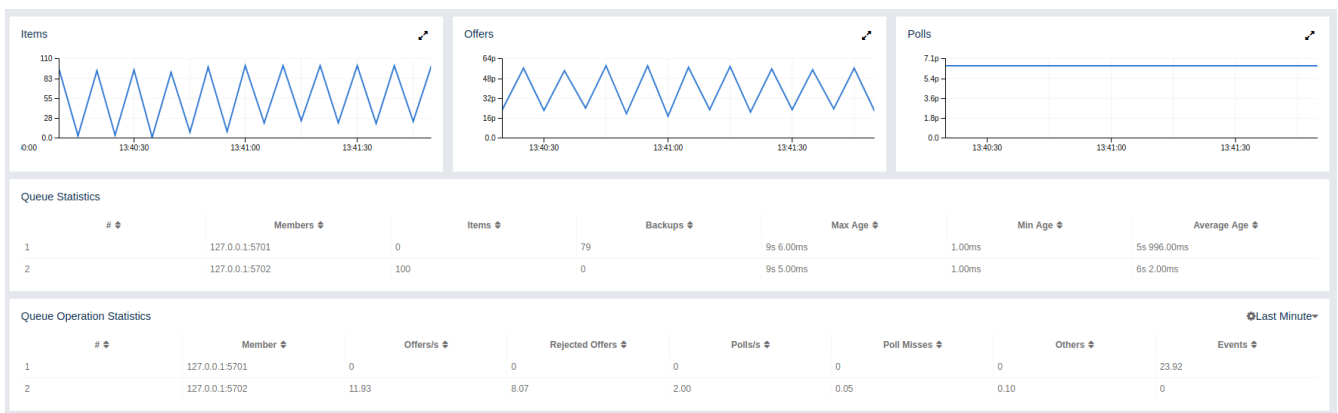 Items
110
83
55
28
0.0
:0:00
13:40:30
13:41:00
13:41:30
Offers
64p
48p
32p
16p
0.0
13:40:30
13:41:00
13:41:30
Polls
7.1p
5.4p
3.6p
1.8p
0.0
13:40:30
13:41:00
13:41:30
Queue Statistics
# Members Items Backups Max Age Min Age Average Age
1 127.0.0.1:5701 0 79 9s 6.00ms 1.00ms 5s 996.00ms
2 127.0.0.1:5702 100 0 9s 5.00ms 1.00ms 6s 2.00ms
Queue Operation Statistics Last Minute
# Member Offers/s Rejected Offers Polls/s Poll Misses Others Events
1 127.0.0.1:5701 0 0 0 0 0 23.92
2 127.0.0.1:5702 11.93 8.07 2.00 0.05 0.10 0